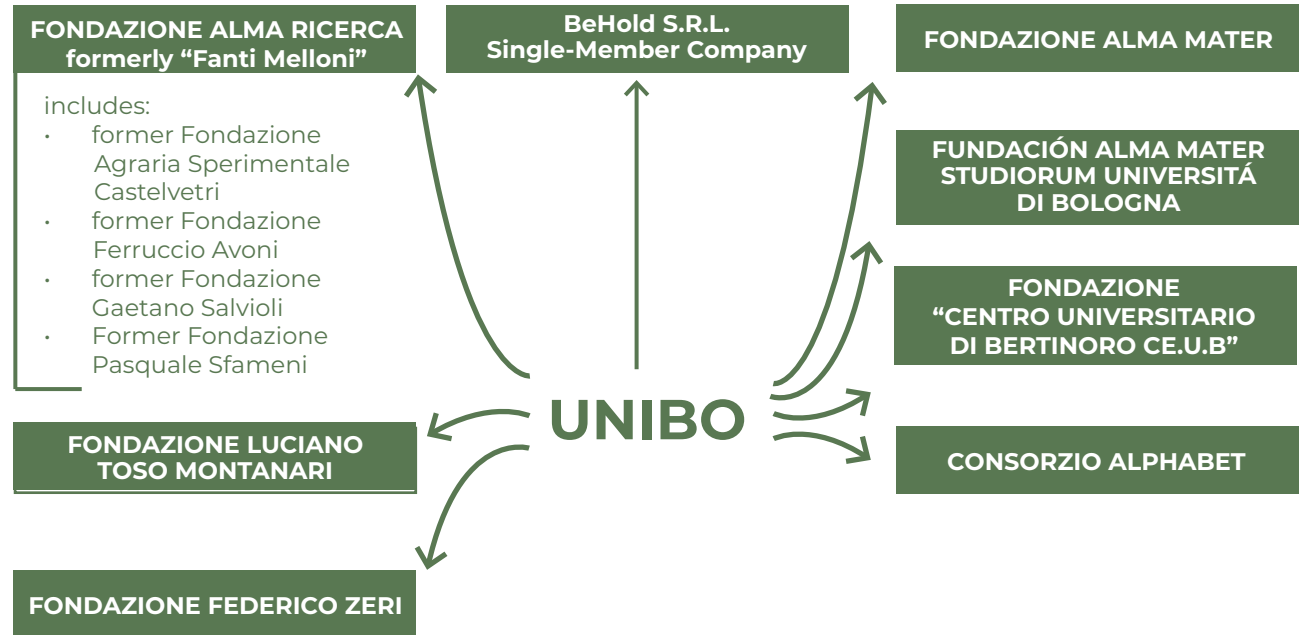 FONDAZIONE ALMA RICERCA
formerly “Fanti Melloni”
includes:
· former Fondazione
Agraria Sperimentale
Castelvetri
· former Fondazione
Ferruccio Avoni
· former Fondazione
Gaetano Salvioli
· Former Fondazione
Pasquale Sfameni
BeHold S.R.L.
Single-Member Company
FONDAZIONE ALMA MATER
FUNDACIÓN ALMA MATER
STUDIORUM UNIVERSITÁ
DI BOLOGNA
FONDAZIONE
“CENTRO UNIVERSITARIO
DI BERTINORO CE.U.B”
UNIBO
FONDAZIONE LUCIANO
TOSO MONTANARI
CONSORZIO ALPHABET
FONDAZIONE FEDERICO ZERI